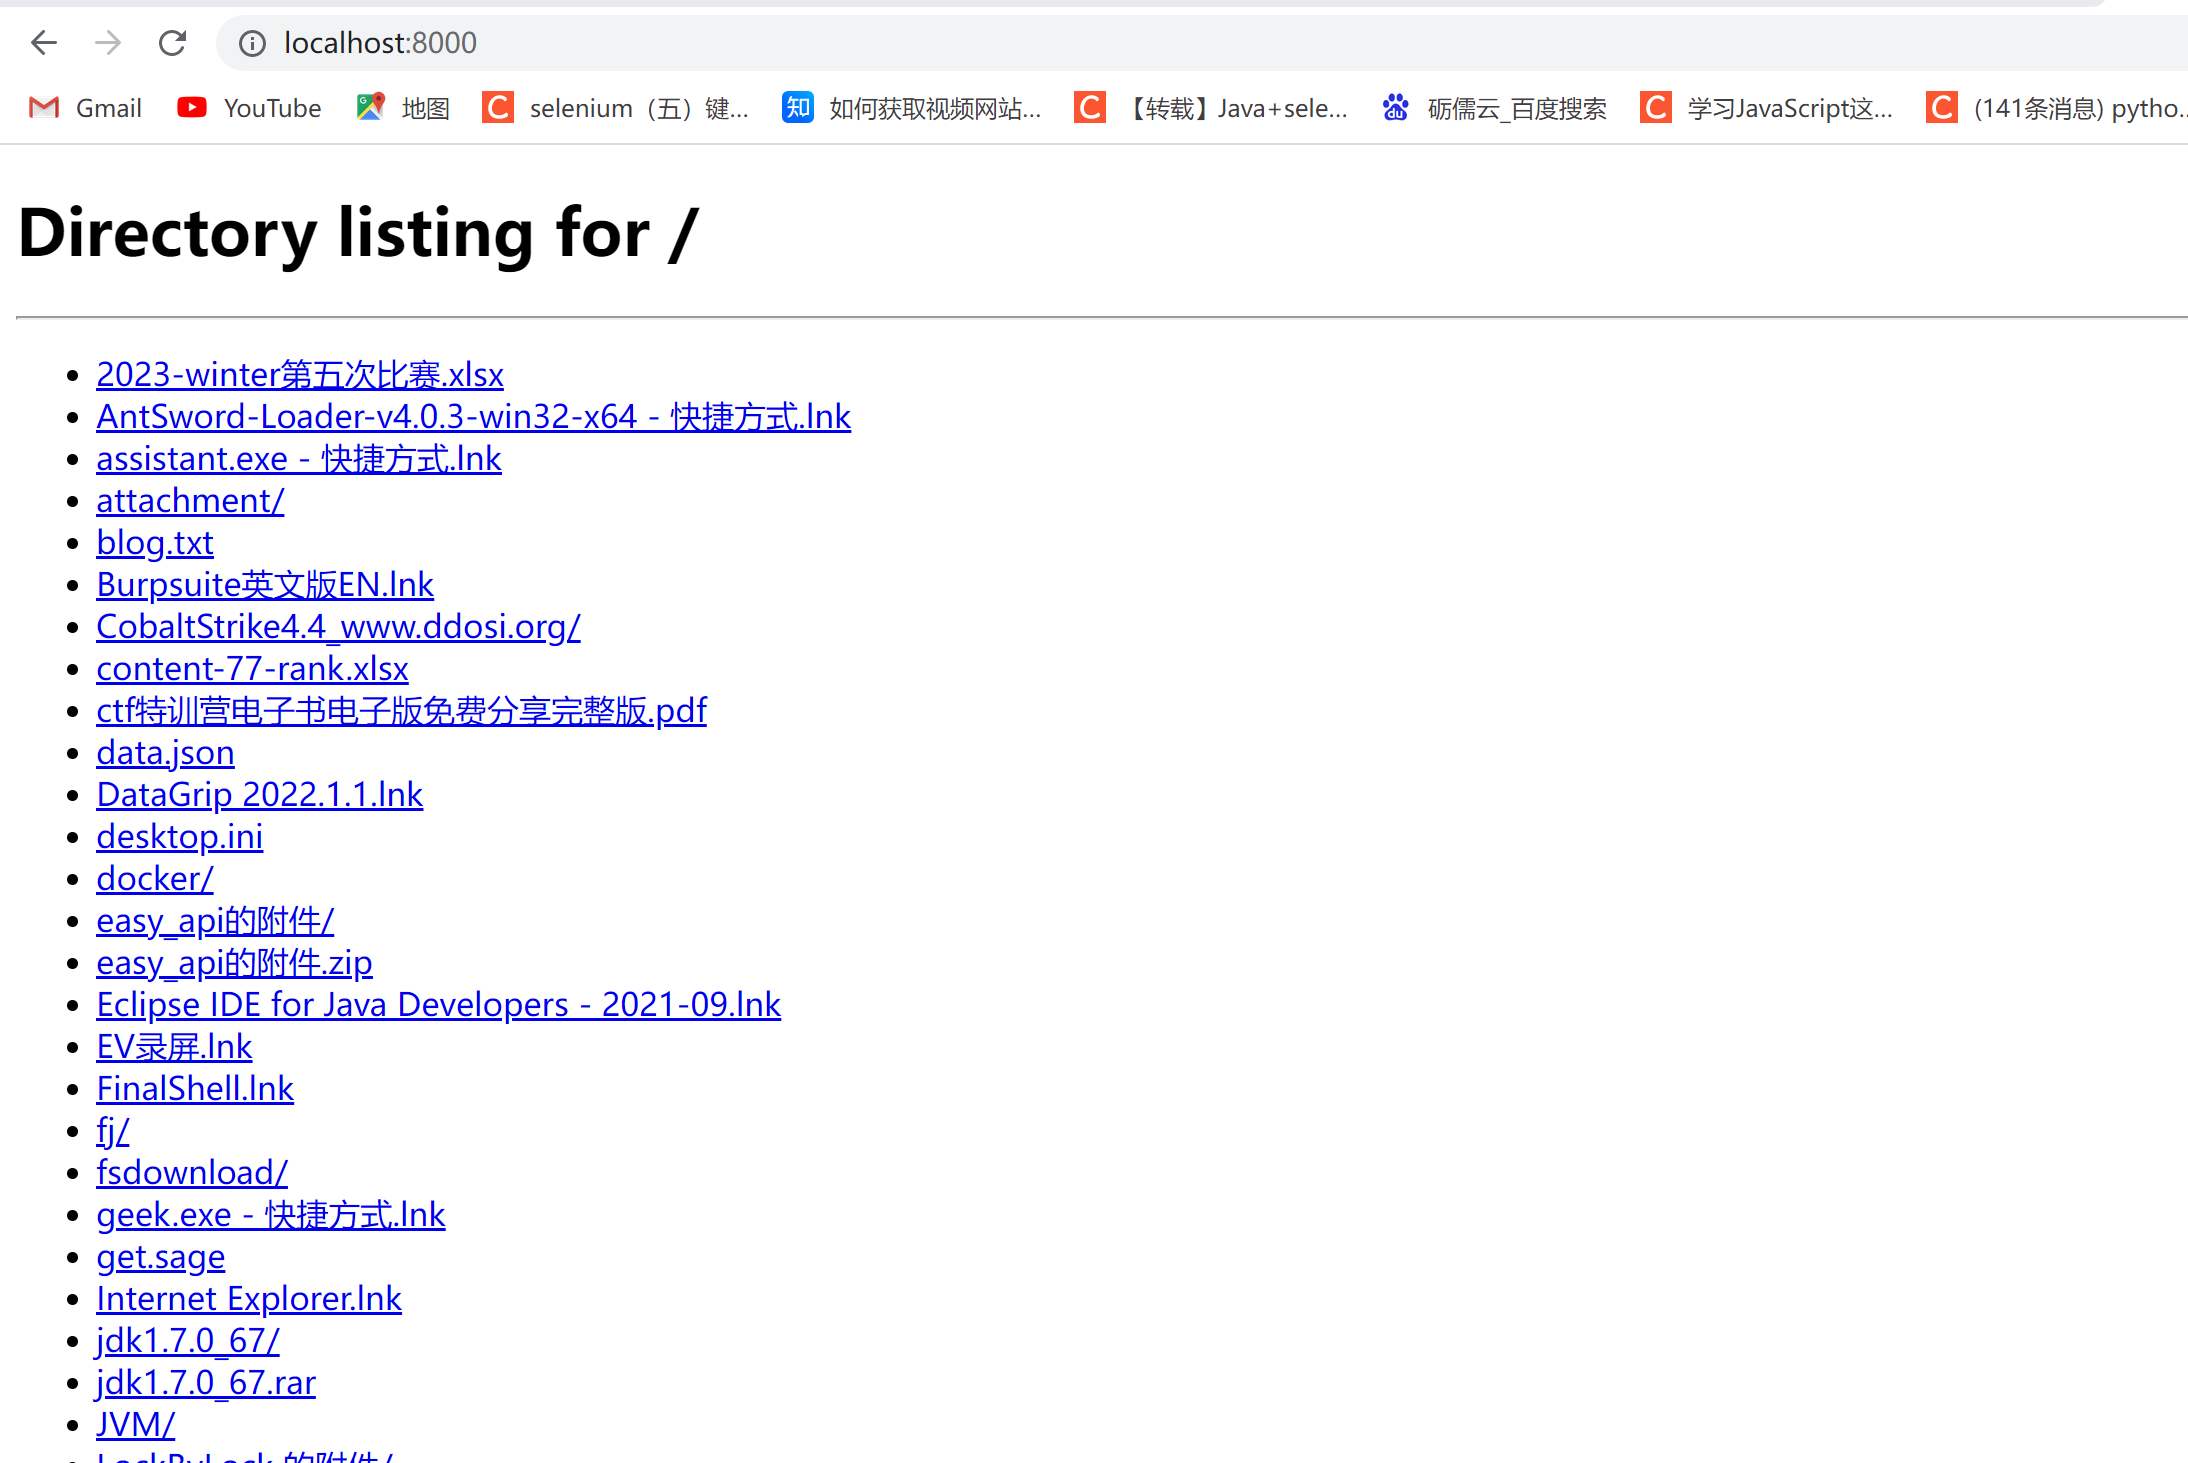 localhost:8000
Gmail YouTube 地图 selenium（五）键... 如何获取视频网站... 【转载】Java+sele... 砺儒云_百度搜索 学习JavaScript这... (141条消息) pytho..
Directory listing for /
2023-winter第五次比赛.xlsx
AntSword-Loader-v4.0.3-win32-x64 - 快捷方式.lnk
assistant.exe - 快捷方式.lnk
attachment/
blog.txt
Burpsuite英文版EN.lnk
CobaltStrike4.4_www.ddosi.org/
content-77-rank.xlsx
ctf特训营电子书电子版免费分享完整版.pdf
data.json
DataGrip 2022.1.1.lnk
desktop.ini
docker/
easy_api的附件/
easy_api的附件.zip
Eclipse IDE for Java Developers - 2021-09.lnk
EV录屏.lnk
FinalShell.lnk
fj/
fsdownload/
geek.exe - 快捷方式.lnk
get.sage
Internet Explorer.lnk
jdk1.7.0_67/
jdk1.7.0_67.rar
JVM/
LockByLock 的附件/